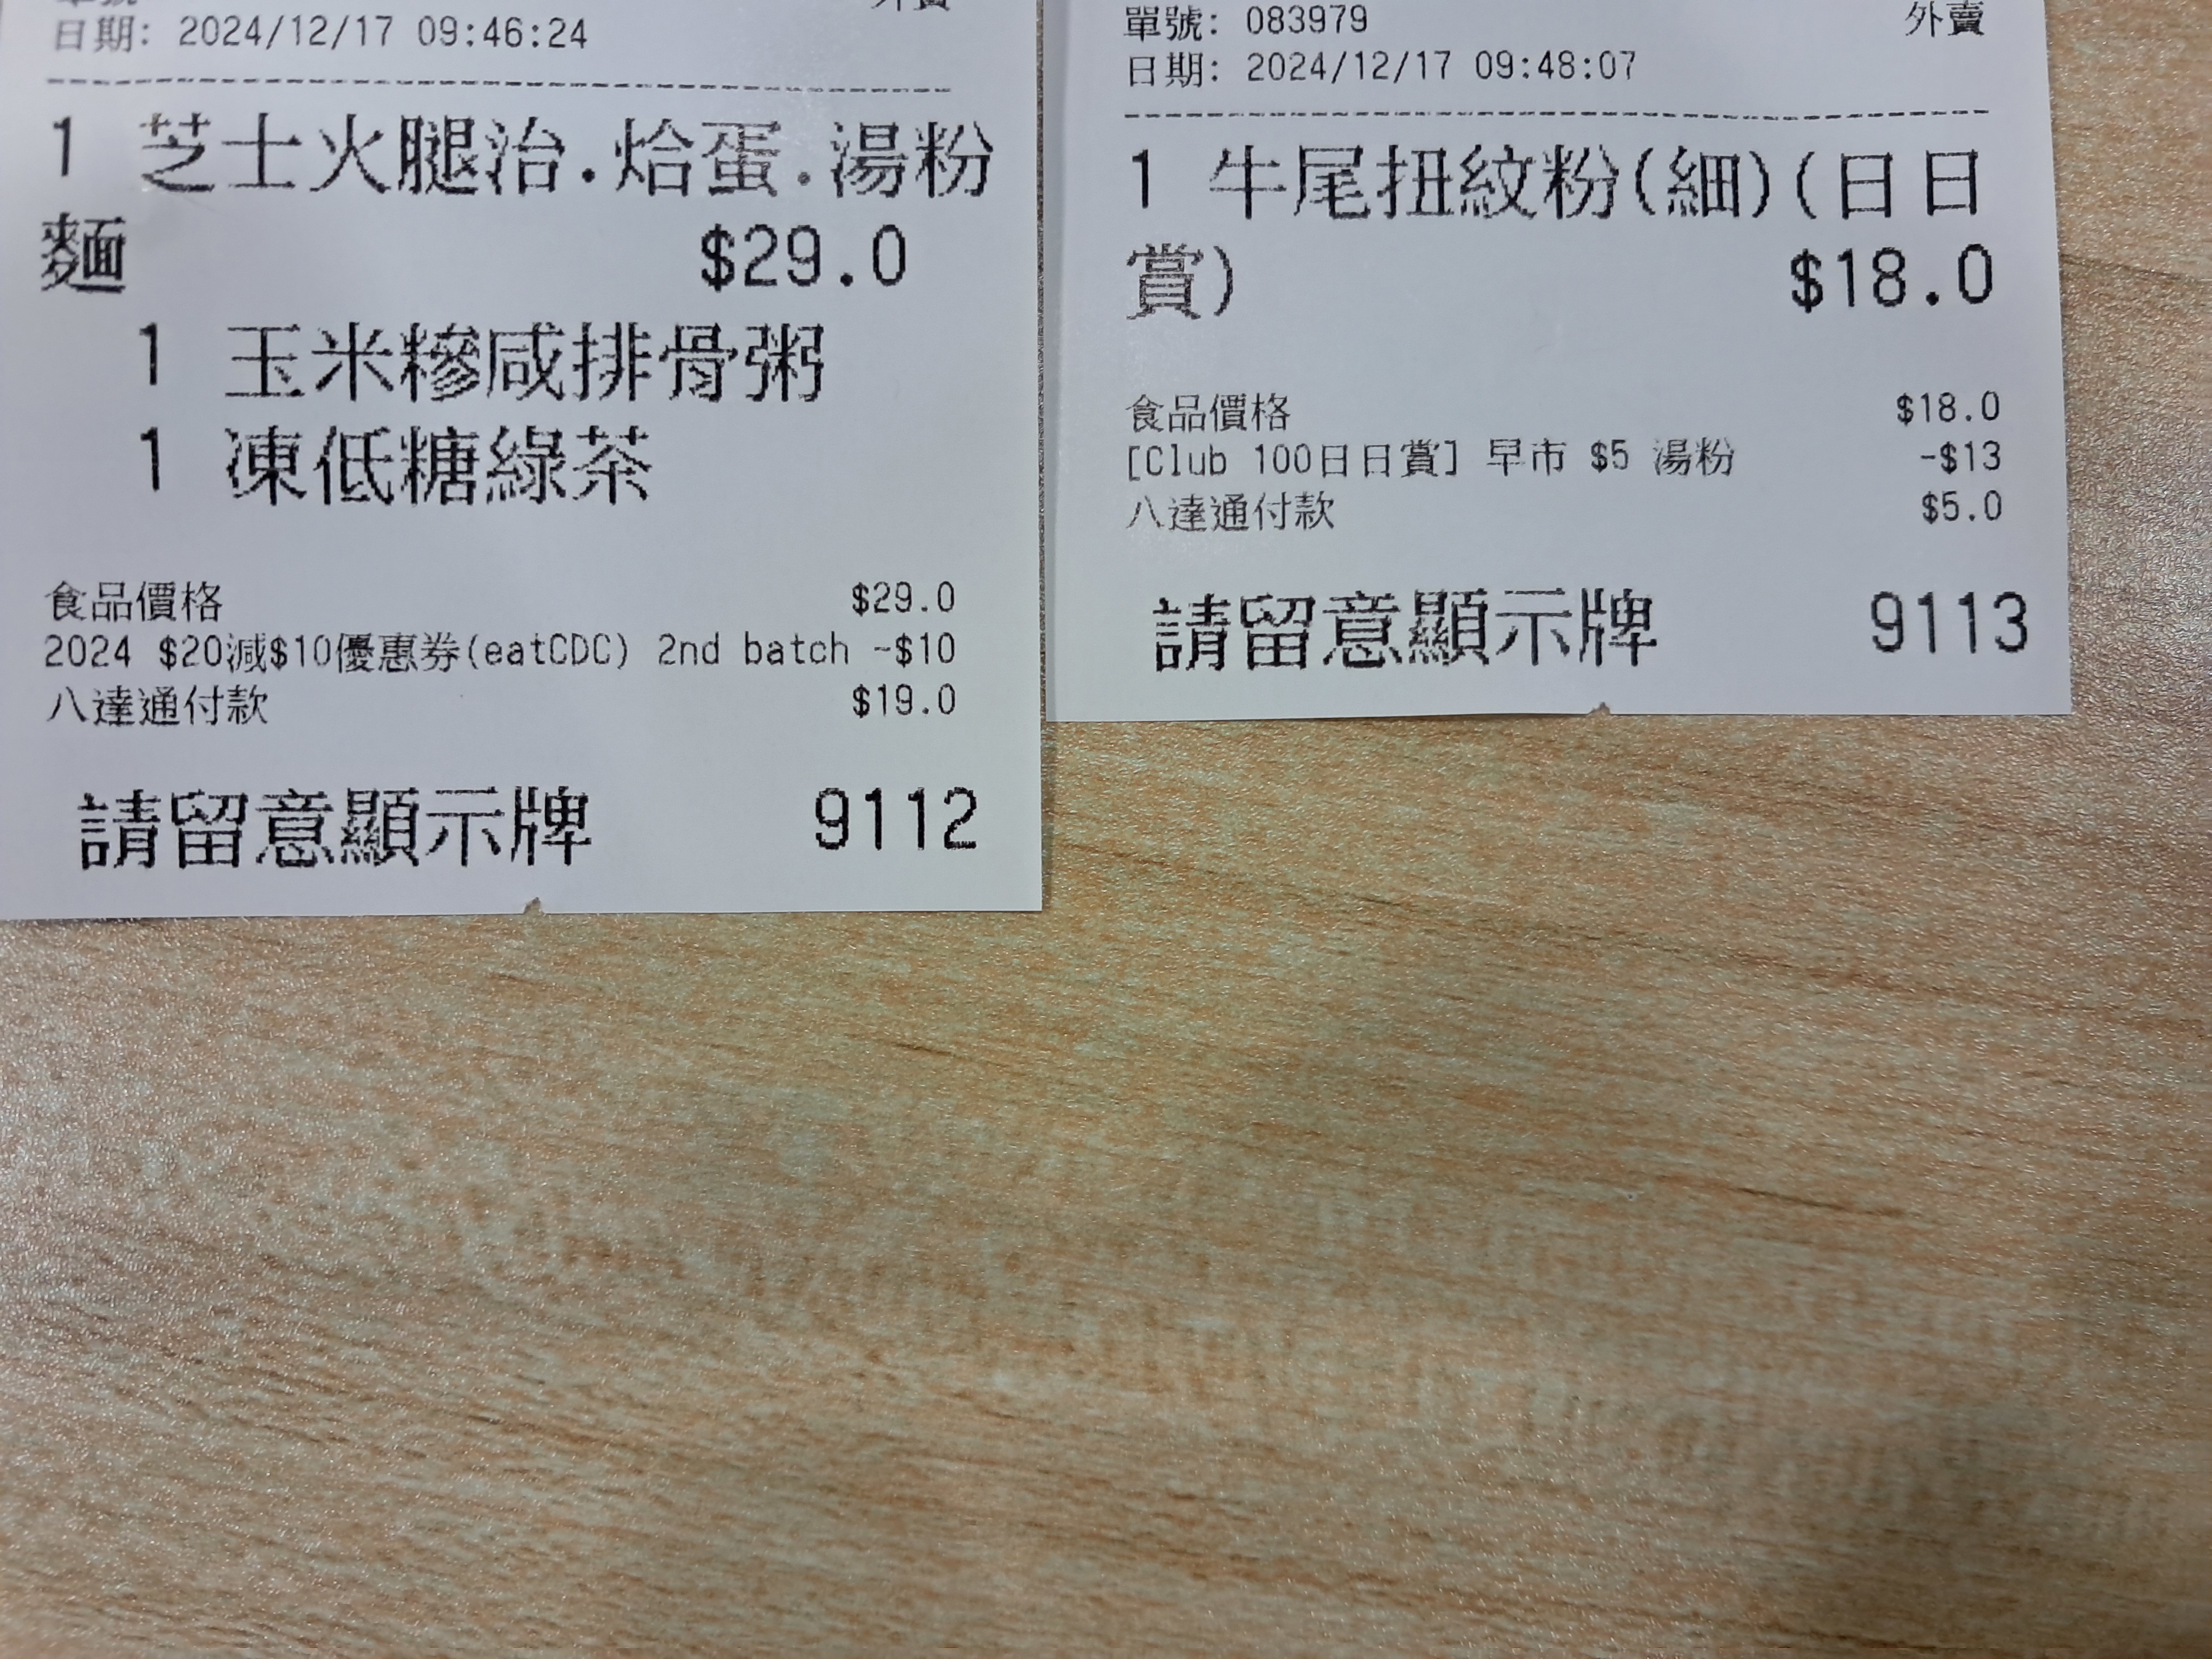 日期: 2024/12/17 09:46:24
1 芝士火腿治.烚蛋.湯粉
麵 $29.0
1 玉米糝咸排骨粥
1 凍低糖綠茶
食品價格 $29.0
2024 $20減$10優惠券(eatCDC) 2nd batch -$10
八達通付款 $19.0
請留意顯示牌 9112
單號: 083979 外賣
日期: 2024/12/17 09:48:07
1 牛尾扭紋粉(細)(日日
賞) $18.0
食品價格 $18.0
[Club 100日日賞] 早市 $5 湯粉 -$13
八達通付款 $5.0
請留意顯示牌 9113